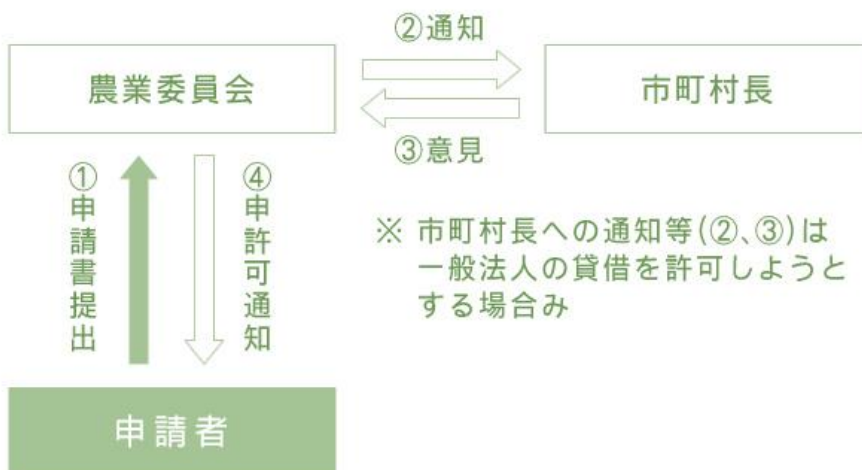 ②通知
農業委員会
市町村長
③意見
①申請書提出
④申許可通知
※ 市町村長への通知等(②、③)は
一般法人の貸借を許可しようと
する場合み
申請者